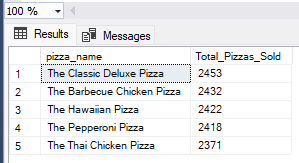 100 %
Results Messages
pizza_name Total_Pizzas_Sold
1 The Classic Deluxe Pizza 2453
2 The Barbecue Chicken Pizza 2432
3 The Hawaiian Pizza 2422
4 The Pepperoni Pizza 2418
5 The Thai Chicken Pizza 2371